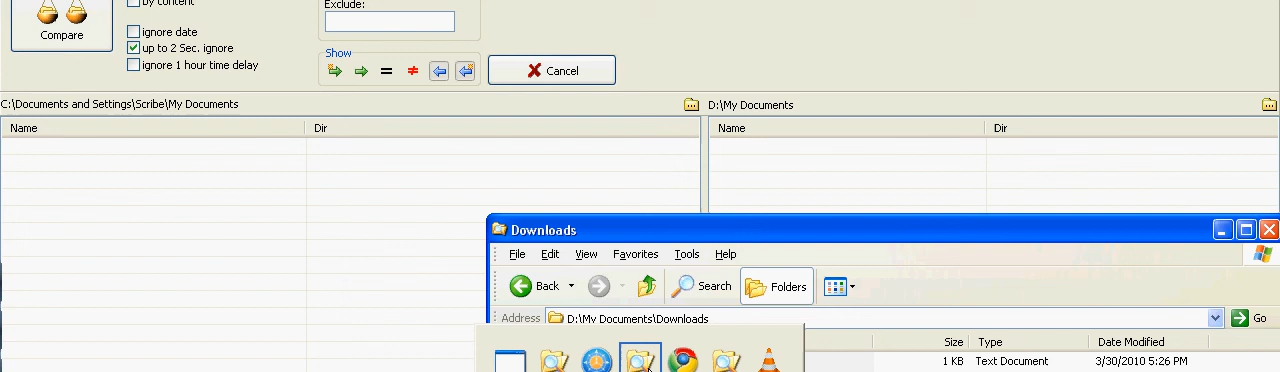 by content
Compare
ignore date
up to 2 Sec. ignore
ignore 1 hour time delay
Exclude:
Show
Cancel
C:\Documents and Settings\Scribe\My Documents
D:\My Documents
Name Dir
Name Dir
Downloads
File Edit View Favorites Tools Help
Back Search Folders
Address D:\My Documents\Downloads Go
Size Type Date Modified
1 KB Text Document 3/30/2010 5:26 PM